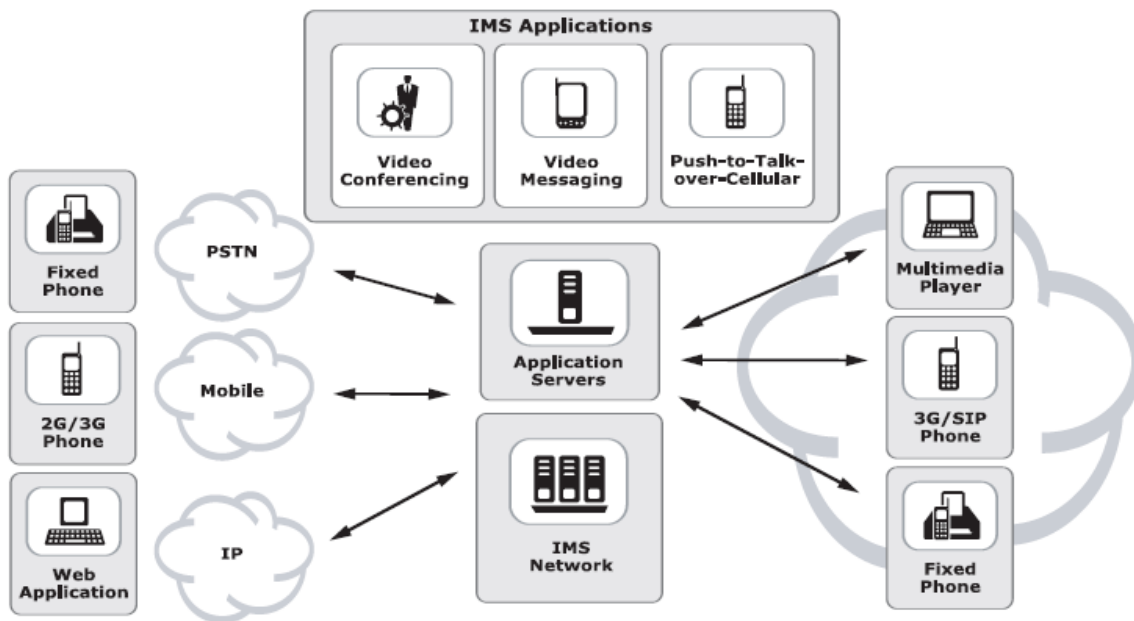 IMS Applications
Video
Conferencing
Video
Messaging
Push-to-Talk-
over-Cellular
Fixed
Phone
PSTN
2G/3G
Phone
Mobile
Web
Application
IP
Application
Servers
IMS
Network
Multimedia
Player
3G/SIP
Phone
Fixed
Phone